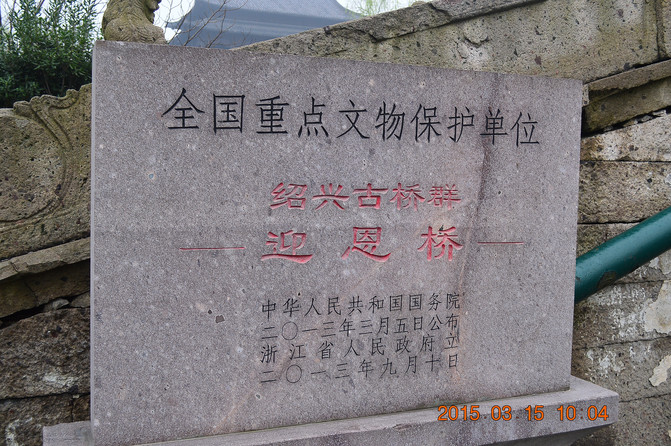 全国重点文物保护单位
绍兴古桥群
— 迎恩桥 —
中华人民共和国国务院
二〇一三年三月五日公布
浙江省人民政府立
二〇一三年九月十日
2015.03.15 10:04